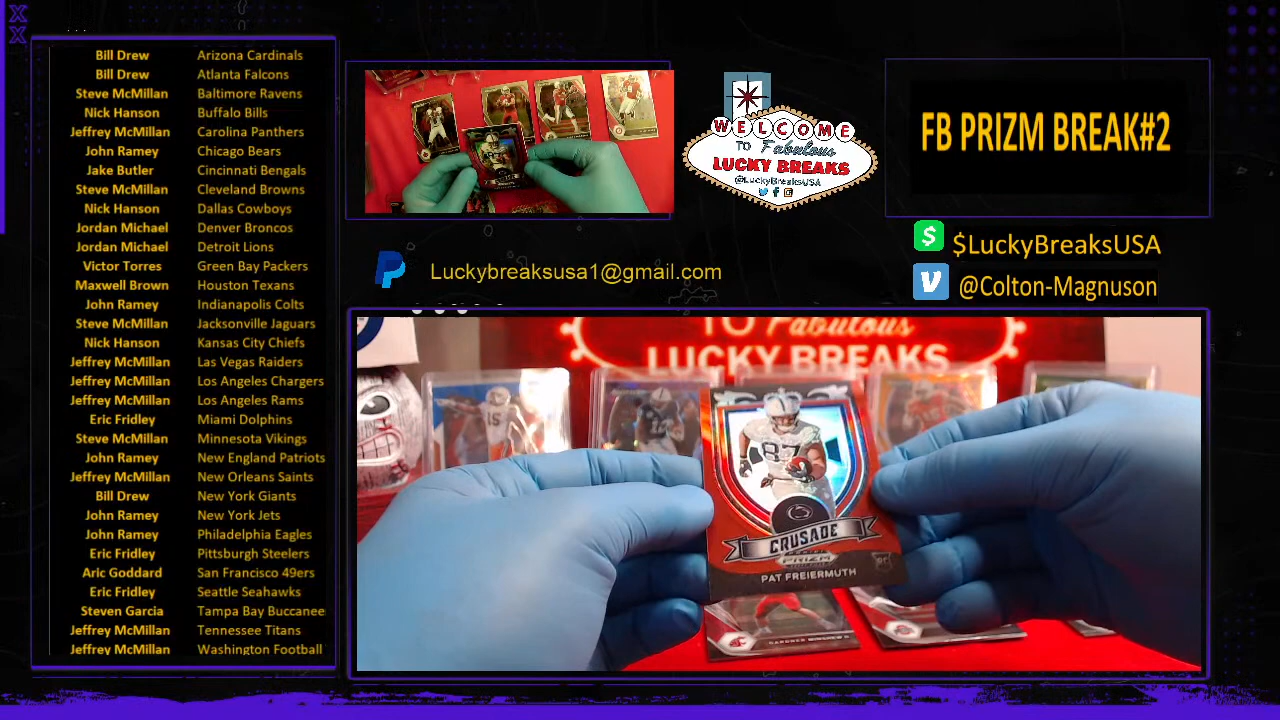 Bill Drew Arizona Cardinals
Bill Drew Atlanta Falcons
Steve McMillan Baltimore Ravens
Nick Hanson Buffalo Bills
Jeffrey McMillan Carolina Panthers
John Ramey Chicago Bears
Jake Butler Cincinnati Bengals
Steve McMillan Cleveland Browns
Nick Hanson Dallas Cowboys
Jordan Michael Denver Broncos
Jordan Michael Detroit Lions
Victor Torres Green Bay Packers
Maxwell Brown Houston Texans
John Ramey Indianapolis Colts
Steve McMillan Jacksonville Jaguars
Nick Hanson Kansas City Chiefs
Jeffrey McMillan Las Vegas Raiders
Jeffrey McMillan Los Angeles Chargers
Jeffrey McMillan Los Angeles Rams
Eric Fridley Miami Dolphins
Steve McMillan Minnesota Vikings
John Ramey New England Patriots
Jeffrey McMillan New Orleans Saints
Bill Drew New York Giants
John Ramey New York Jets
John Ramey Philadelphia Eagles
Eric Fridley Pittsburgh Steelers
Aric Goddard San Francisco 49ers
Eric Fridley Seattle Seahawks
Steven Garcia Tampa Bay Buccanee
Jeffrey McMillan Tennessee Titans
Jeffrey McMillan Washington Football
WELCOME
TO Fabulous
LUCKY BREAKS
@LuckyBreaksUSA
FB PRIZM BREAK#2
$LuckyBreaksUSA
@Colton-Magnuson
Luckybreaksusa1@gmail.com
TO Fabulous
LUCKY BREAKS
15
87
CRUSADE
PRIZM
RC
PAT FREIERMUTH